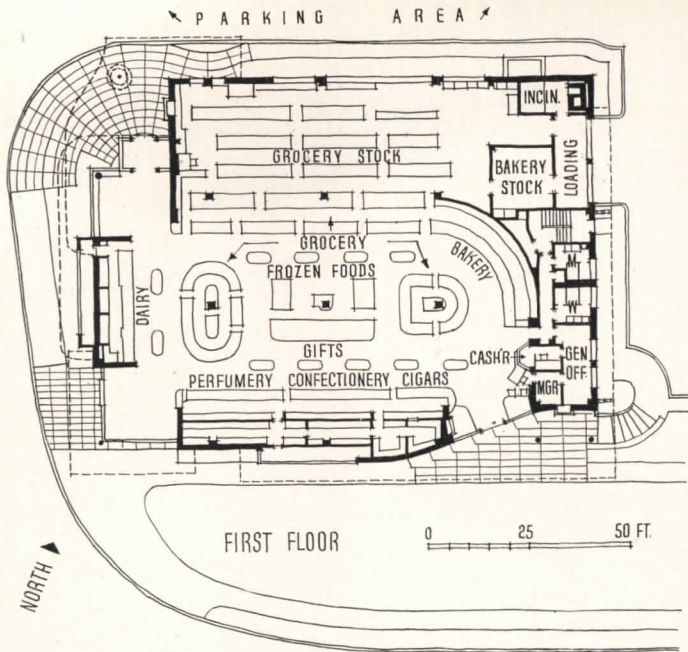 PARKING AREA
INCIN.
GROCERY STOCK
BAKERY STOCK
LOADING
GROCERY
FROZEN FOODS
BAKERY
M
W
DAIRY
GIFTS
CASH'R
GEN OFF
MGR
PERFUMERY CONFECTIONERY CIGARS
FIRST FLOOR
0 25 50 FT.
NORTH